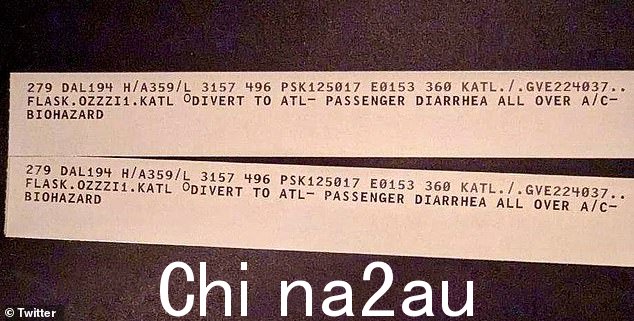 279 DAL194 H/A359/L 3157 496 PSK125017 E0153 360 KATL./.GVE224037..
FLASK.OZZZI1.KATL ○DIVERT TO ATL— PASSENGER DIARRHEA ALL OVER A/C—
BIOHAZARD
279 DAL194 H/A359/L 3157 496 PSK125017 E0153 360 KATL./.GVE224037..
FLASK.OZZZI1.KATL ○DIVERT TO ATL— PASSENGER DIARRHEA ALL OVER A/C—
BIOHAZARD
Chi na2au
© Twitter